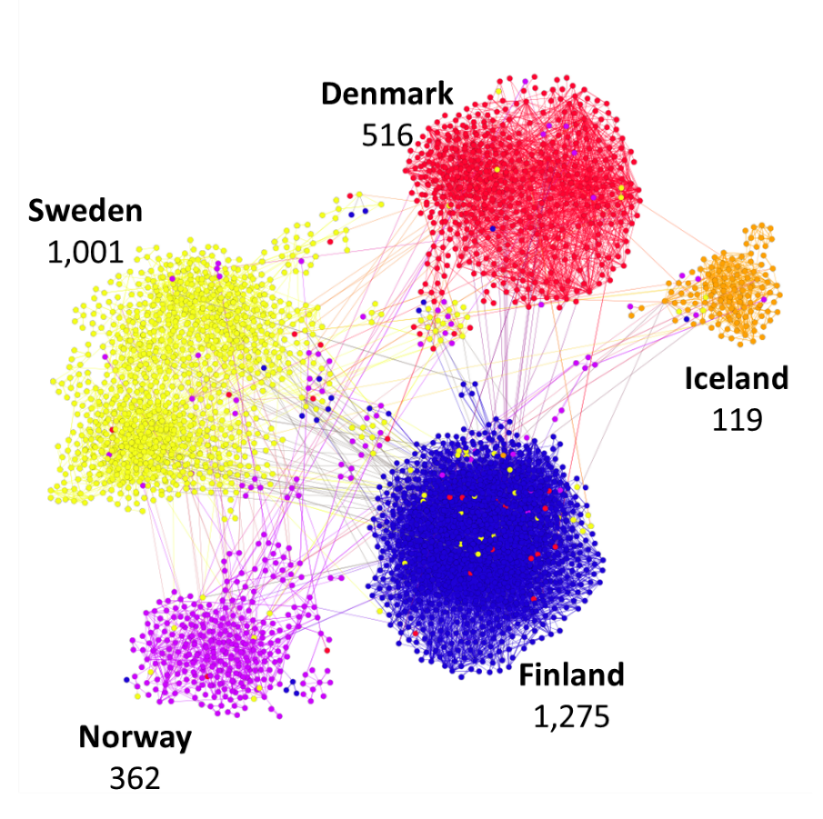 Denmark
516
Sweden
1,001
Iceland
119
Finland
1,275
Norway
362